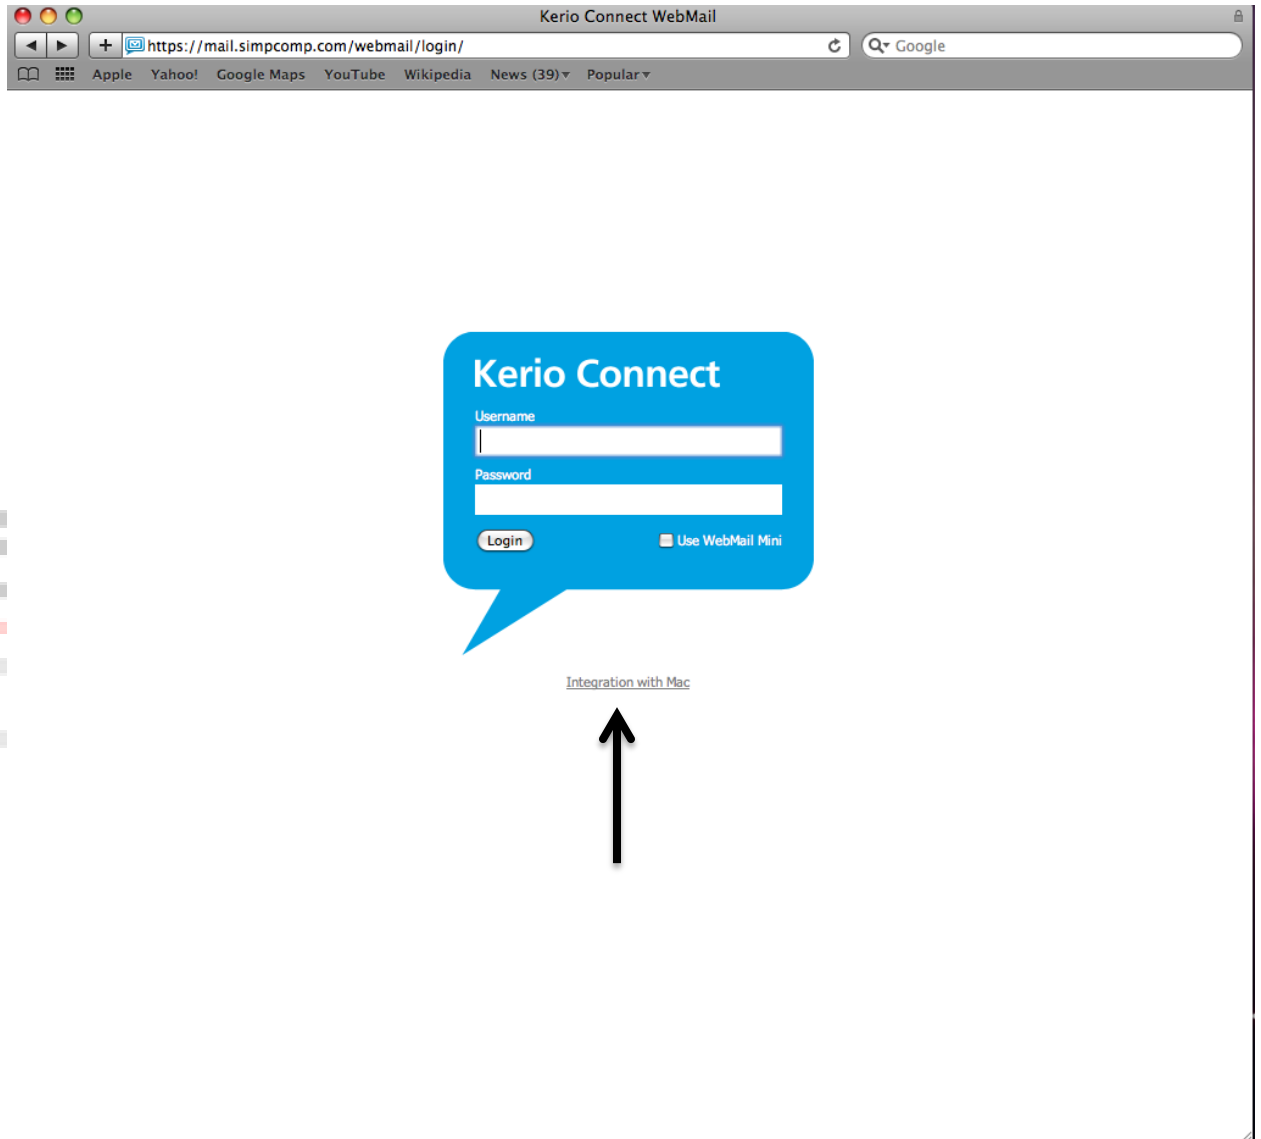 Kerio Connect WebMail
https://mail.simpcomp.com/webmail/login/
Google
Apple Yahoo! Google Maps YouTube Wikipedia News (39) Popular
Kerio Connect
Username
Password
Login Use WebMail Mini
Integration with Mac